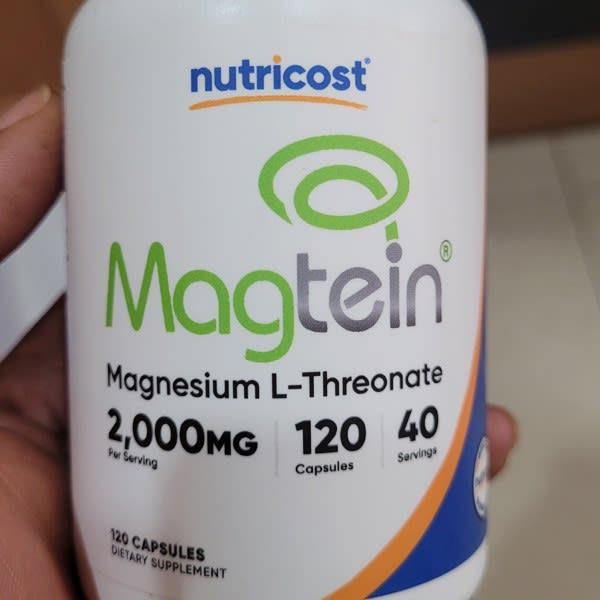 nutricost®
Magtein®
Magnesium L-Threonate
2,000MG
Per Serving
120
Capsules
40
Servings
120 CAPSULES
DIETARY SUPPLEMENT